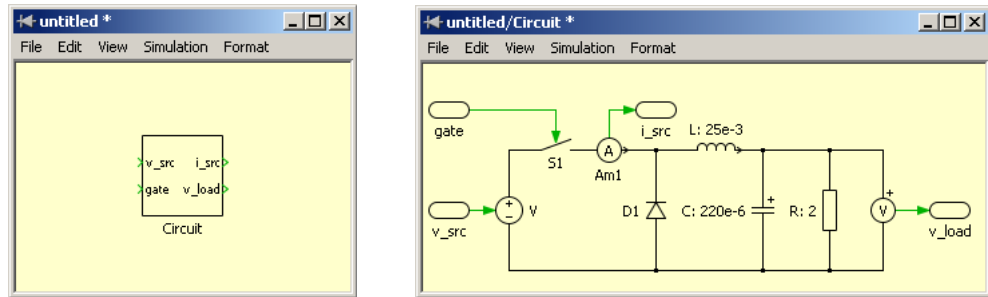 untitled *
File Edit View Simulation Format
v_src i_src
gate v_load
Circuit
untitled/Circuit *
File Edit View Simulation Format
gate
i_src
L: 25e-3
S1
A
Am1
V
D1
C: 220e-6
R: 2
V
v_src
v_load